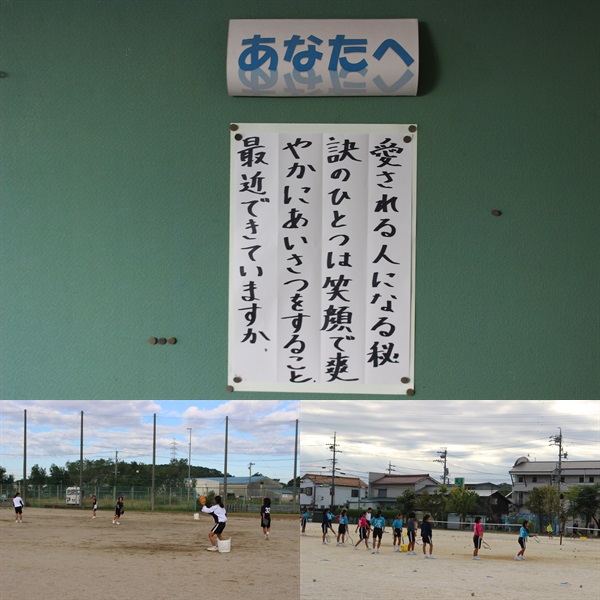 あなたへ
愛される人になる秘
訣のひとつは笑顔で爽
やかにあいさつをすること。
最近できていますか。